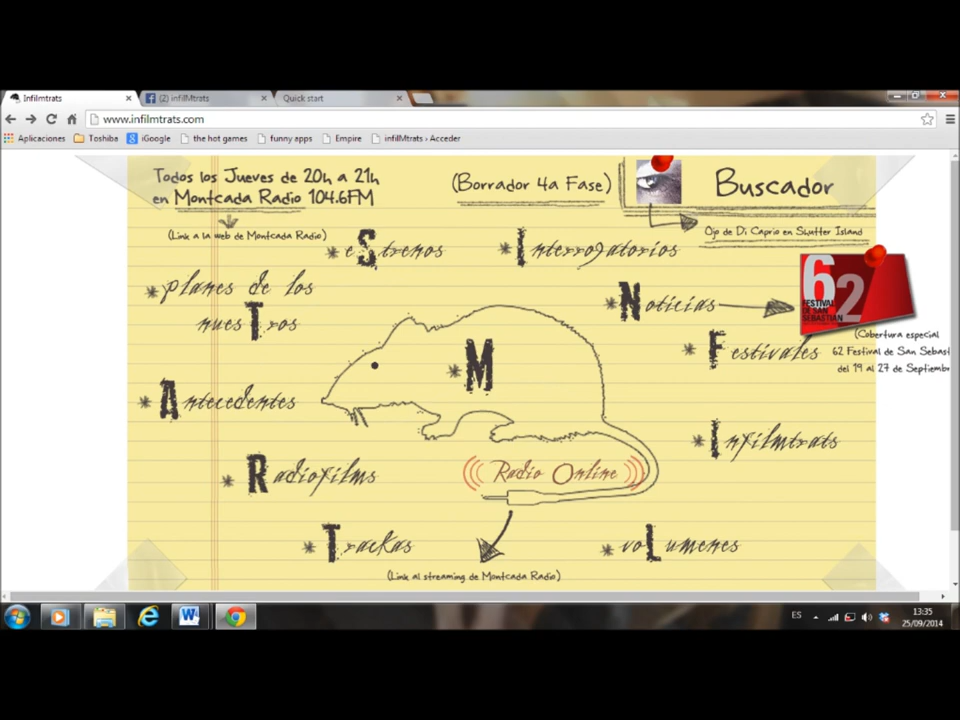 Infilmtrats
(2) infilMtrats
Quick start
www.infilmtrats.com
Aplicaciones
Toshiba
iGoogle
the hot games
funny apps
Empire
infilMtrats › Acceder
Todos los Jueves de 20h a 21h
en Montcada Radio 104.6FM
(Link a la web de Montcada Radio)
(Borrador 4a Fase)
Buscador
Ojo de Di Caprio en Shutter Island
* eStrenos
* Interrogatorios
* planes de los
nuesTros
* Noticias
62
FESTIVAL
DE SAN
SEBASTIAN
* Festivales
(Cobertura especial
62 Festival de San Sebast
del 19 al 27 de Septiembr
* M
* Antecedentes
* Infilmtrats
* Radiofilms
Radio Online
* Trackas
* voLumenes
(Link al streaming de Montcada Radio)
ES
13:35
25/09/2014